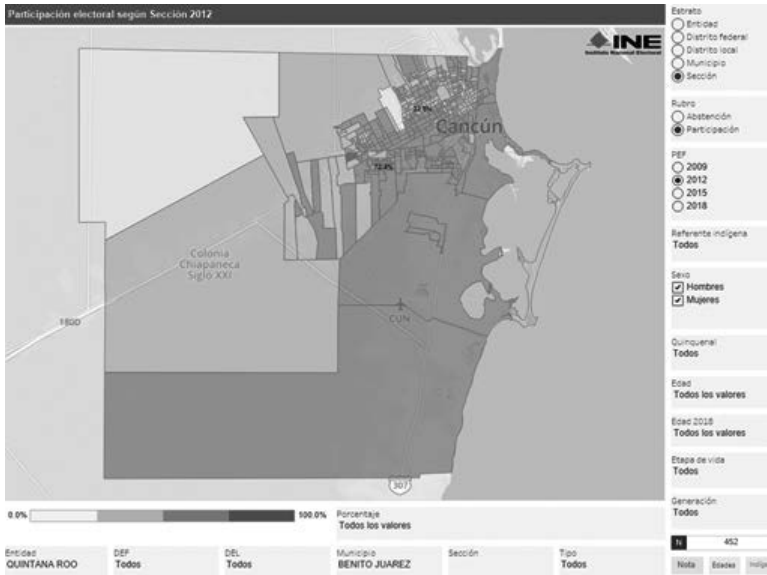 Participación electoral según Sección 2012
INE
Instituto Nacional Electoral
Cancún
72.4%
Colonia
Chiapaneca
Siglo XXI
180D
CUN
307
0.0%
100.0%
Porcentaje
Todos los valores
Entidad
QUINTANA ROO
DEF
Todos
DEL
Todos
Municipio
BENITO JUAREZ
Sección
Tipo
Todos
Estrato
Entidad
Distrito federal
Distrito local
Municipio
Sección
Rubro
Abstención
Participación
PEF
2009
2012
2015
2018
Referente indígena
Todos
Sexo
Hombres
Mujeres
Quinquenal
Todos
Edad
Todos los valores
Edad 2018
Todos los valores
Etapa de vida
Todos
Generación
Todos
N 452
Nota Edades